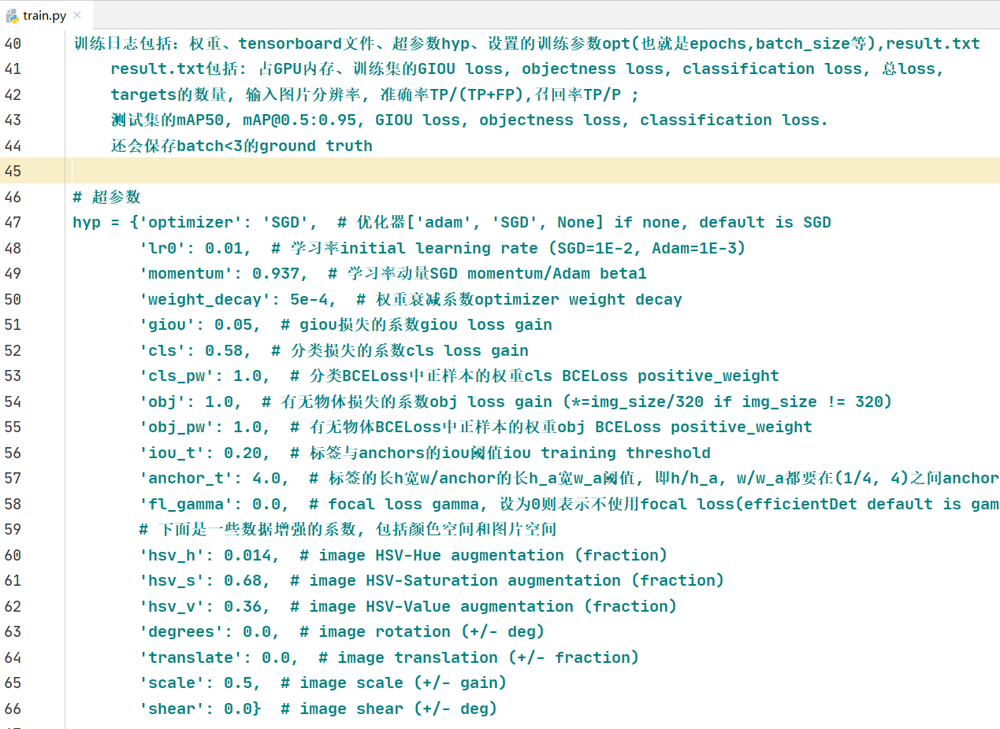 train.py
40 训练日志包括：权重、tensorboard文件、超参数hyp、设置的训练参数opt(也就是epochs,batch_size等),result.txt
41 result.txt包括: 占GPU内存、训练集的GIOU loss, objectness loss, classification loss, 总loss,
42 targets的数量, 输入图片分辨率, 准确率TP/(TP+FP),召回率TP/P ;
43 测试集的mAP50, mAP@0.5:0.95, GIOU loss, objectness loss, classification loss.
44 还会保存batch<3的ground truth
45
46 # 超参数
47 hyp = {'optimizer': 'SGD',  # 优化器['adam', 'SGD', None] if none, default is SGD
48 'lr0': 0.01,  # 学习率initial learning rate (SGD=1E-2, Adam=1E-3)
49 'momentum': 0.937,  # 学习率动量SGD momentum/Adam beta1
50 'weight_decay': 5e-4,  # 权重衰减系数optimizer weight decay
51 'giou': 0.05,  # giou损失的系数giou loss gain
52 'cls': 0.58,  # 分类损失的系数cls loss gain
53 'cls_pw': 1.0,  # 分类BCELoss中正样本的权重cls BCELoss positive_weight
54 'obj': 1.0,  # 有无物体损失的系数obj loss gain (*=img_size/320 if img_size != 320)
55 'obj_pw': 1.0,  # 有无物体BCELoss中正样本的权重obj BCELoss positive_weight
56 'iou_t': 0.20,  # 标签与anchors的iou阈值iou training threshold
57 'anchor_t': 4.0,  # 标签的长h宽w/anchor的长h_a宽w_a阈值, 即h/h_a, w/w_a都要在(1/4, 4)之间anchor
58 'fl_gamma': 0.0,  # focal loss gamma, 设为0则表示不使用focal loss(efficientDet default is gam
59 # 下面是一些数据增强的系数, 包括颜色空间和图片空间
60 'hsv_h': 0.014,  # image HSV-Hue augmentation (fraction)
61 'hsv_s': 0.68,  # image HSV-Saturation augmentation (fraction)
62 'hsv_v': 0.36,  # image HSV-Value augmentation (fraction)
63 'degrees': 0.0,  # image rotation (+/- deg)
64 'translate': 0.0,  # image translation (+/- fraction)
65 'scale': 0.5,  # image scale (+/- gain)
66 'shear': 0.0}  # image shear (+/- deg)